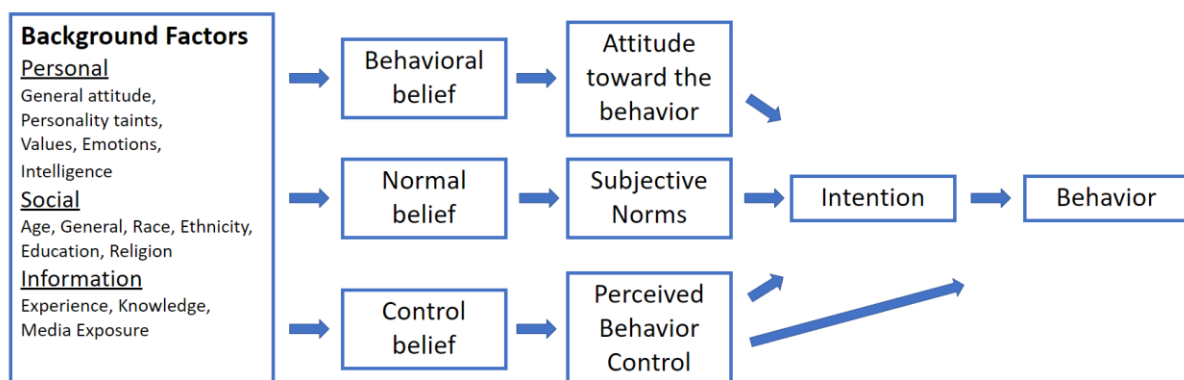 Background Factors
Personal
General attitude,
Personality taints,
Values, Emotions,
Intelligence
Social
Age, General, Race, Ethnicity,
Education, Religion
Information
Experience, Knowledge,
Media Exposure
Behavioral
belief
Attitude
toward the
behavior
Normal
belief
Subjective
Norms
Intention
Behavior
Control
belief
Perceived
Behavior
Control